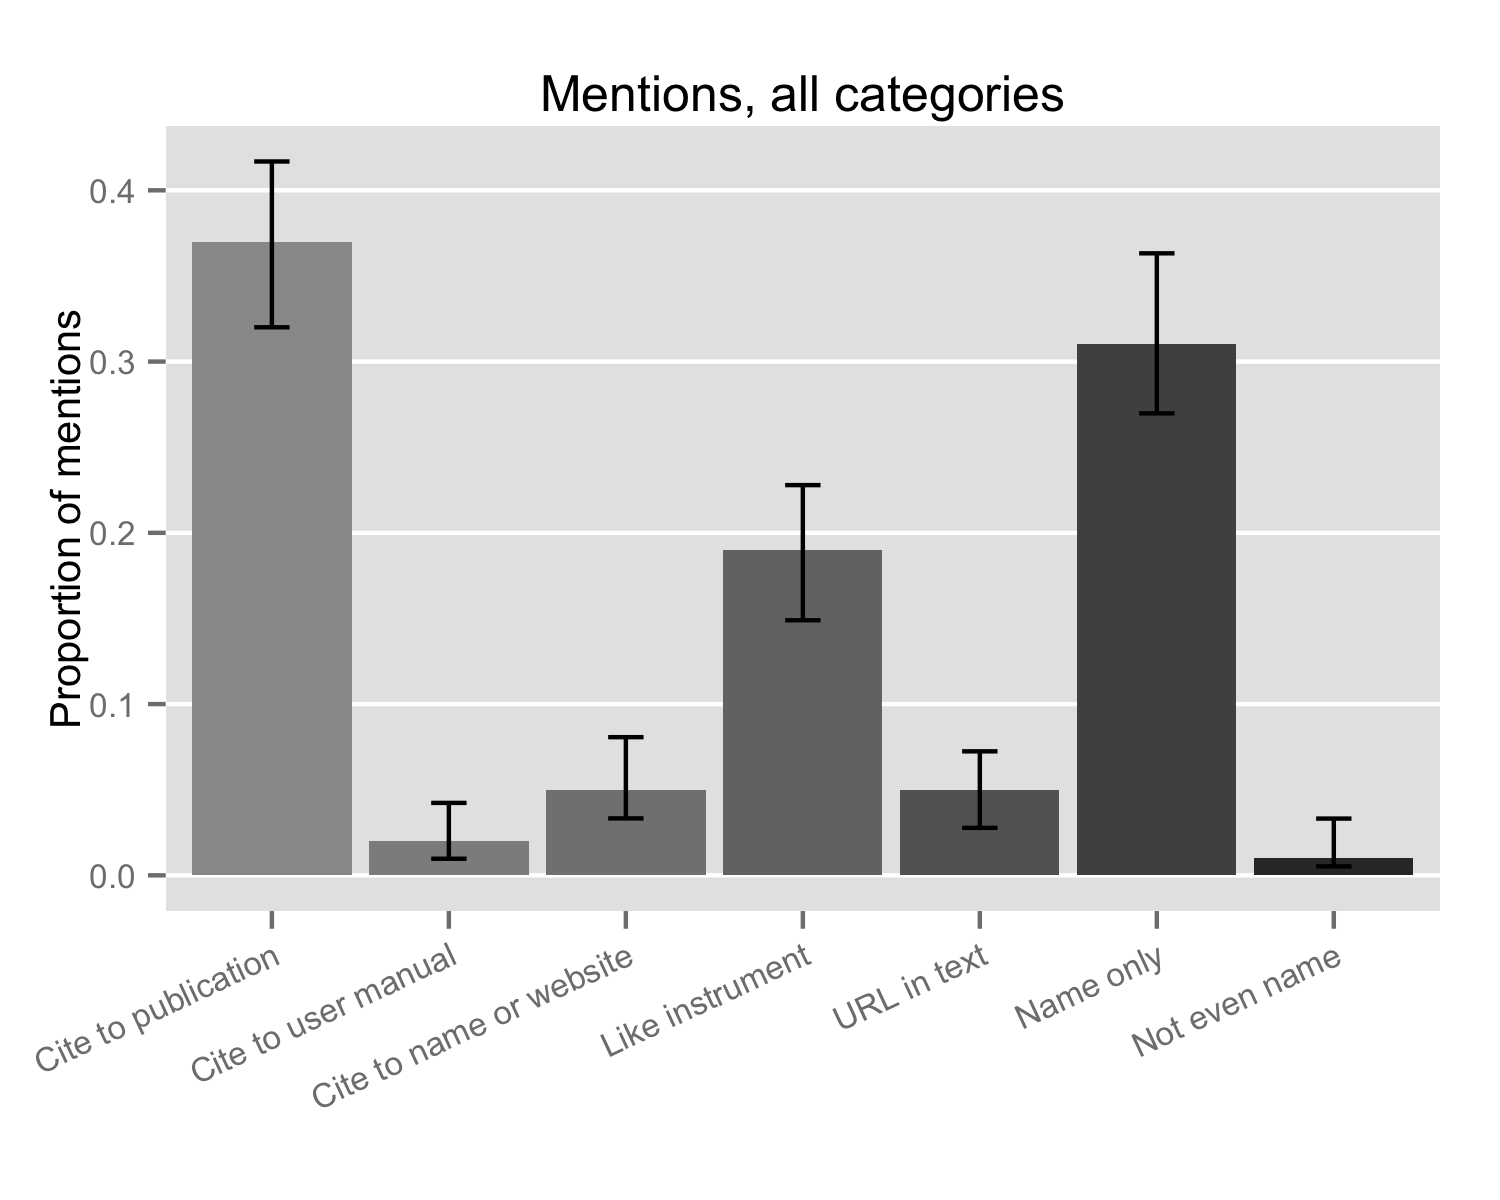 Mentions, all categories
Proportion of mentions
0.4
0.3
0.2
0.1
0.0
Cite to publication
Cite to user manual
Cite to name or website
Like instrument
URL in text
Name only
Not even name